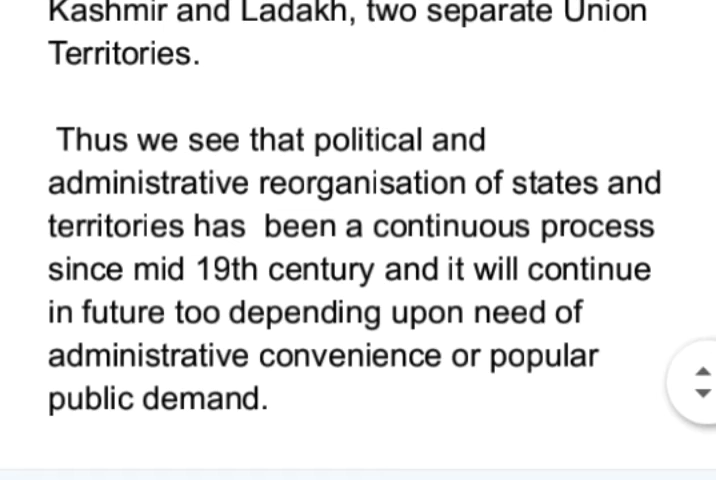 Kashmir and Ladakh, two separate Union
Territories.
Thus we see that political and
administrative reorganisation of states and
territories has  been a continuous process
since mid 19th century and it will continue
in future too depending upon need of
administrative convenience or popular
public demand.